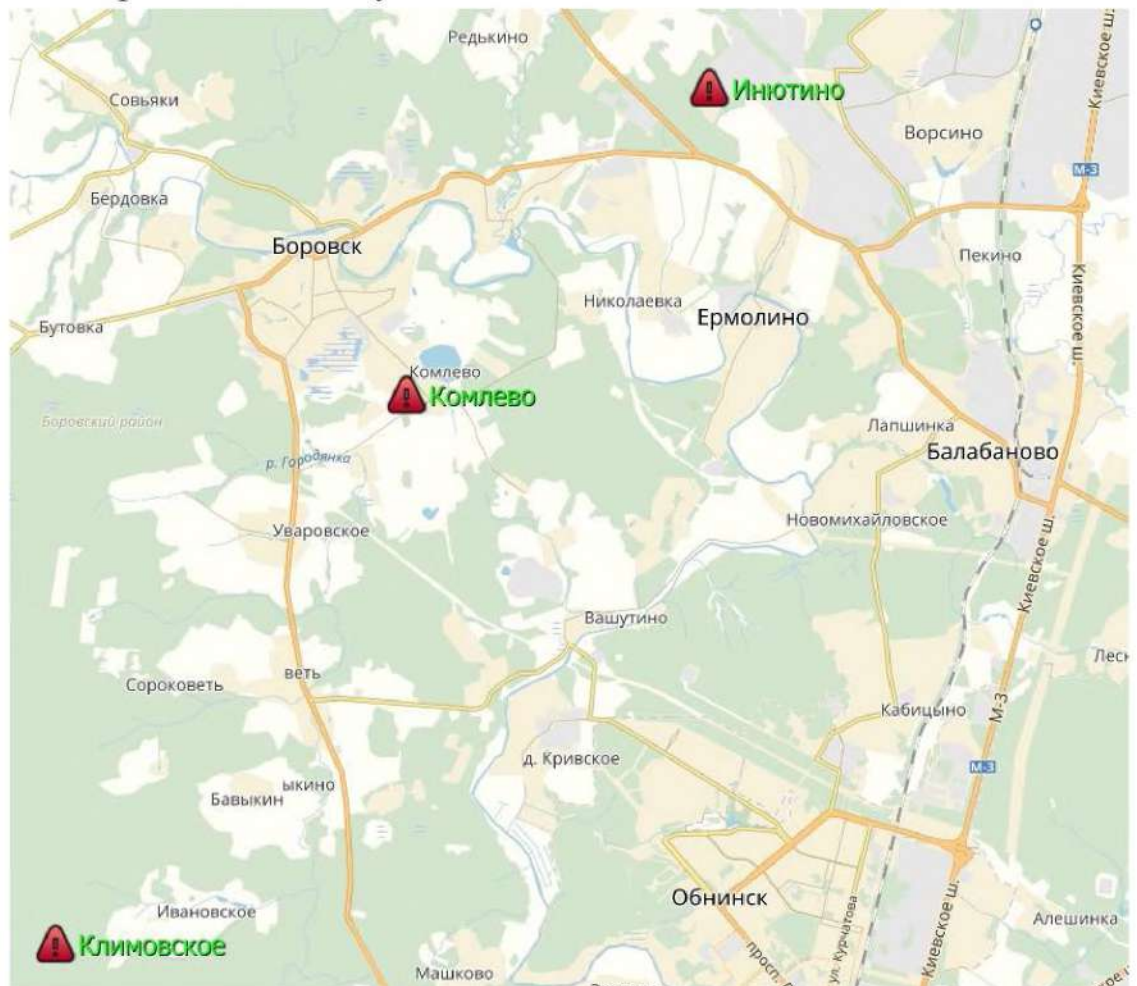 Редькино
Киевское ш.
Инютино
Совьяки
Ворсино
М-3
Бердовка
Боровск
Пекино
Николаевка
Киевское ш.
Ермолино
Бутовка
Комлево
Комлево
Боровский район
Лапшинка
Балабаново
р. Городянка
Новомихайловское
Уваровское
Киевское ш.
Вашутино
Леск
веть
Сороковеть
М-3
Кабицыно
д. Кривское
М-3
ыкино
Бавыкин
Обнинск
Ивановское
Алешинка
ул. Курчатова
Киевское ш.
Климовское
просп.
Машково